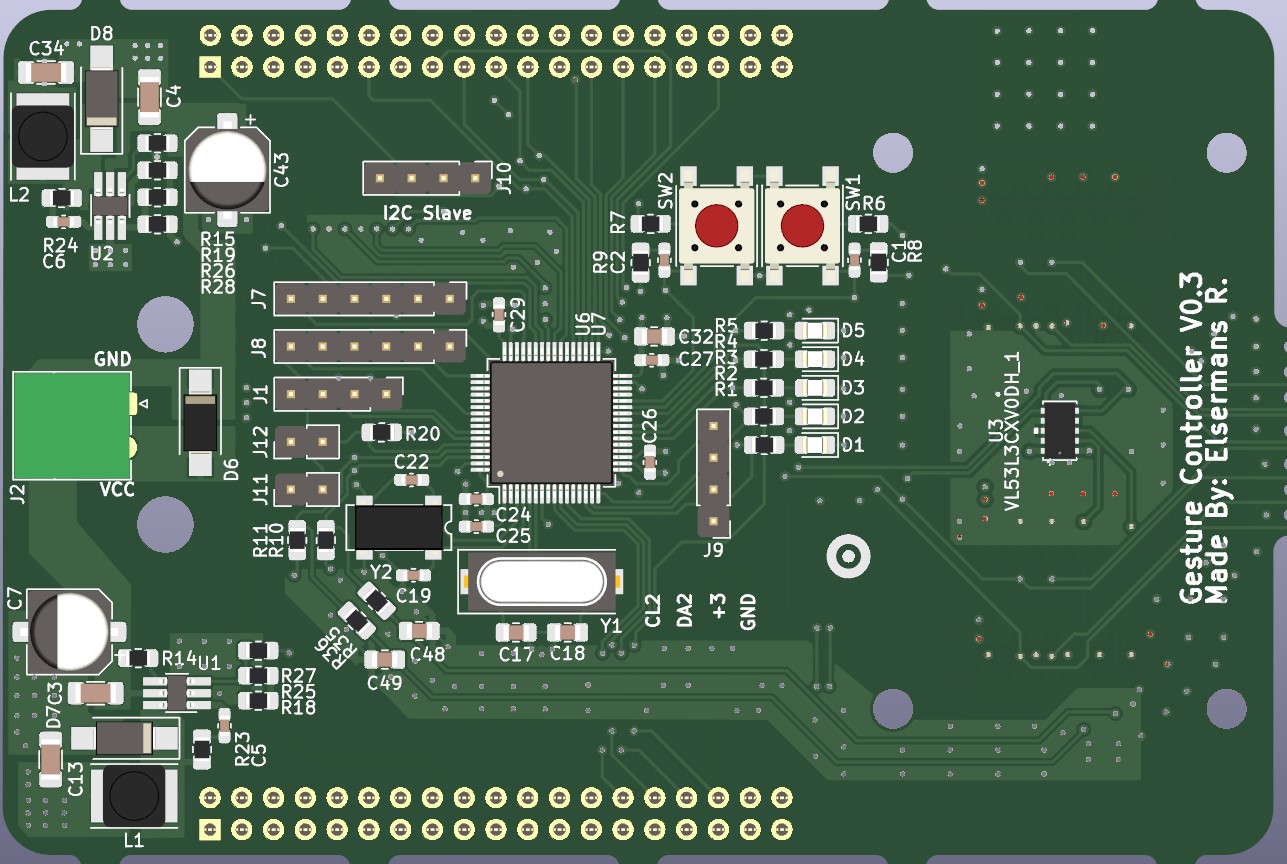 D8
C34
C4
+
C43
L2
R24
C6
U2
R15
R19
R26
R28
J10
I2C Slave
SW2
SW1
R7
R6
R9
C2
C1
R8
J7
C29
J8
U6
U7
C32
C27
R5
R4
R3
R2
R1
D5
D4
D3
D2
D1
GND
J1
J12
R20
C26
J2
VCC
D6
J11
C22
C24
C25
J9
U3
VL53L3CXV0DH_1
Gesture Controller V0.3
Made By: Elsermans R.
R11
R10
Y2
C19
Y1
CL2
DA2
+3
GND
C7
C48
C17
C18
C49
R14
U1
C3
R27
R25
R18
D7
R23
C5
C13
L1